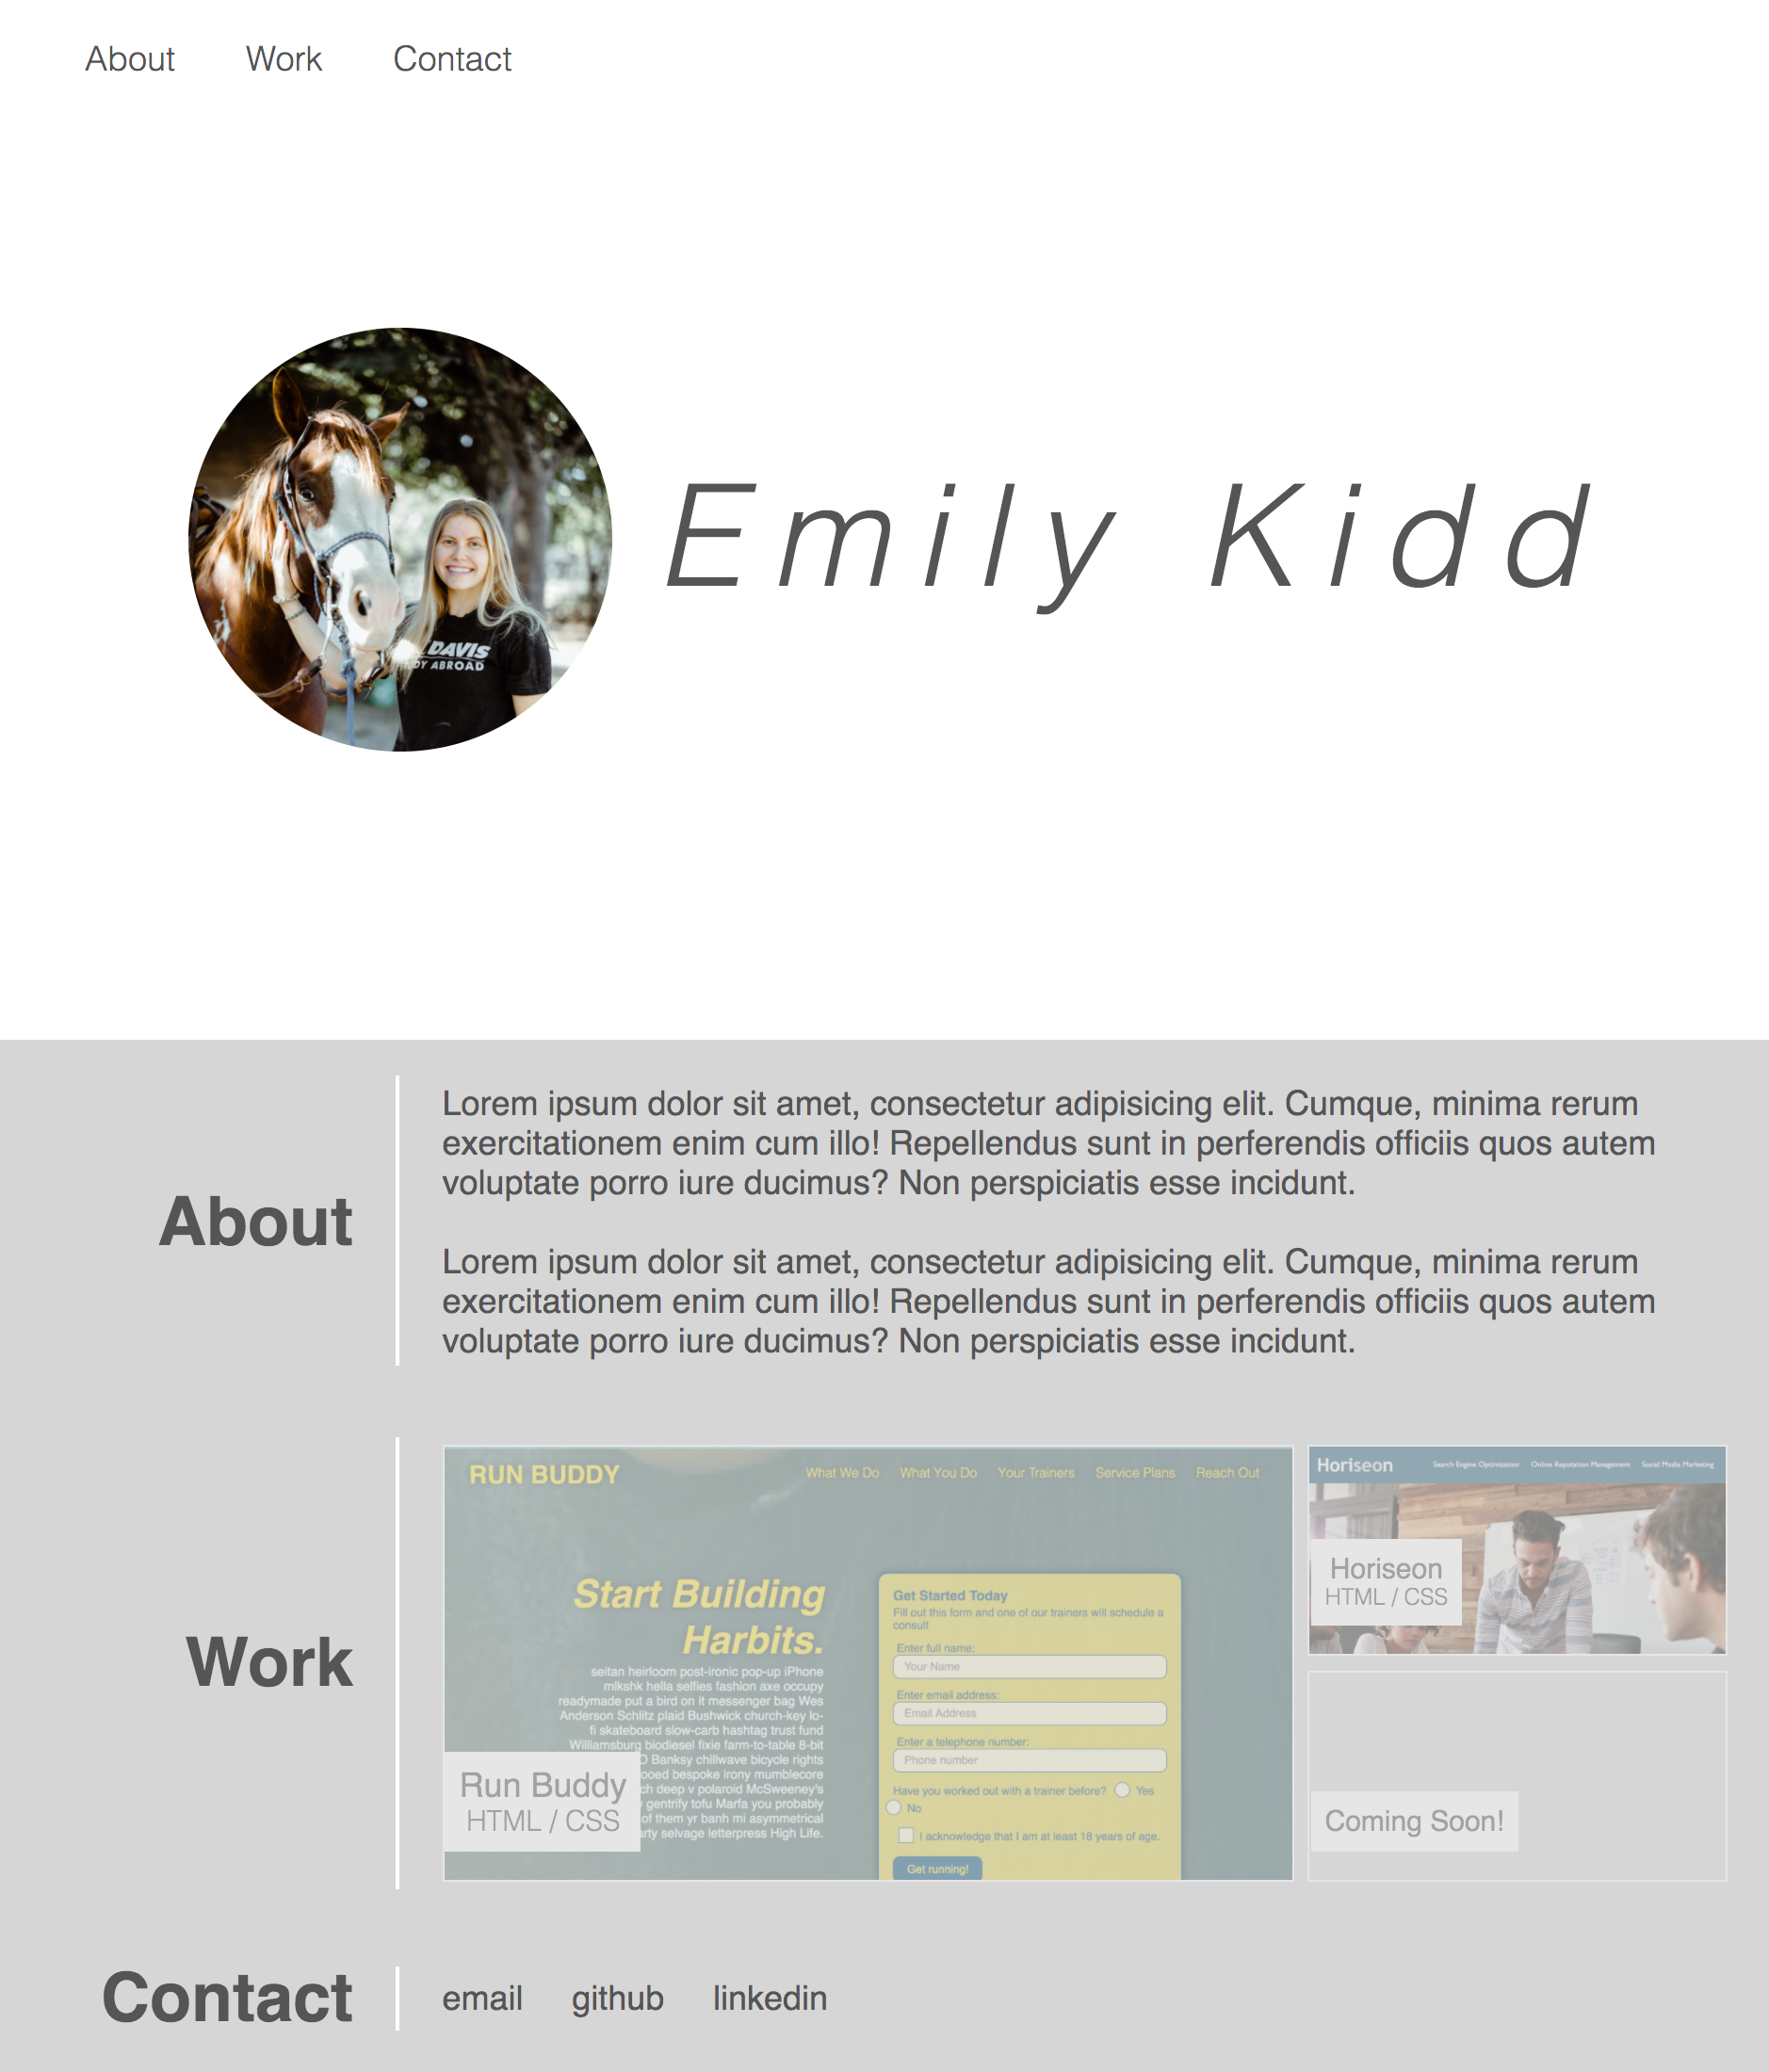 About Work Contact
Emily Kidd
DAVIS
DY ABROAD
About
Lorem ipsum dolor sit amet, consectetur adipisicing elit. Cumque, minima rerum
exercitationem enim cum illo! Repellendus sunt in perferendis officiis quos autem
voluptate porro iure ducimus? Non perspiciatis esse incidunt.
Lorem ipsum dolor sit amet, consectetur adipisicing elit. Cumque, minima rerum
exercitationem enim cum illo! Repellendus sunt in perferendis officiis quos autem
voluptate porro iure ducimus? Non perspiciatis esse incidunt.
Work
RUN BUDDY
What We Do What You Do Your Trainers Service Plans Reach Out
Start Building
Harbits.
seitan heirloom post-ironic pop-up iPhone
mlkshk hella selfies fashion axe occupy
readymade put a bird on it messenger bag Wes
Anderson Schlitz plaid Bushwick church-key lo-
fi skateboard slow-carb hashtag trust fund
Williamsburg biodiesel fixie farm-to-table 8-bit
Banksy chillwave bicycle rights
ooed bespoke irony mumblecore
ch deep v polaroid McSweeney's
gentrify tofu Marfa you probably
of them yr banh mi asymmetrical
arty selvage letterpress High Life.
Run Buddy
HTML / CSS
Get Started Today
Fill out this form and one of our trainers will schedule a
consult
Enter full name:
Your Name
Enter email address:
Email Address
Enter a telephone number:
Phone number
Have you worked out with a trainer before? Yes
No
I acknowledge that I am at least 18 years of age.
Get running!
Horiseon
Search Engine Optimization Online Reputation Management Social Media Marketing
Horiseon
HTML / CSS
Coming Soon!
Contact
email github linkedin